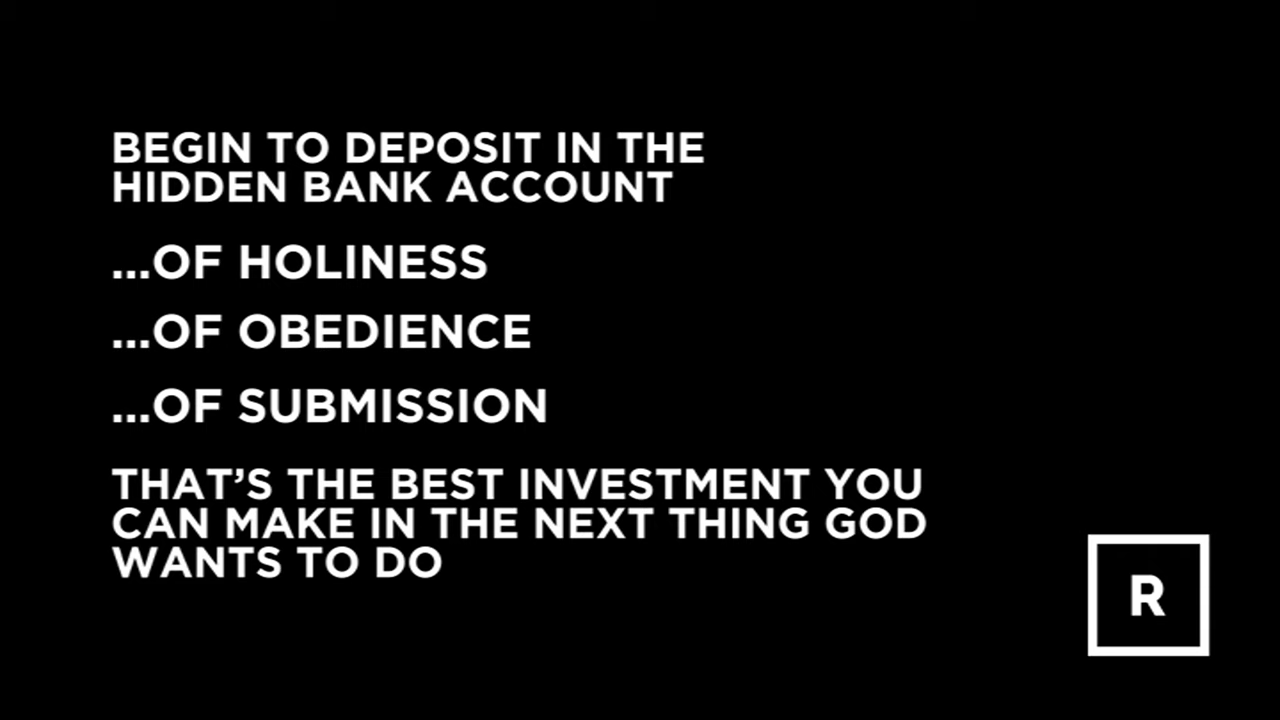 BEGIN TO DEPOSIT IN THE
HIDDEN BANK ACCOUNT
...OF HOLINESS
...OF OBEDIENCE
...OF SUBMISSION
THAT’S THE BEST INVESTMENT YOU
CAN MAKE IN THE NEXT THING GOD
WANTS TO DO
R